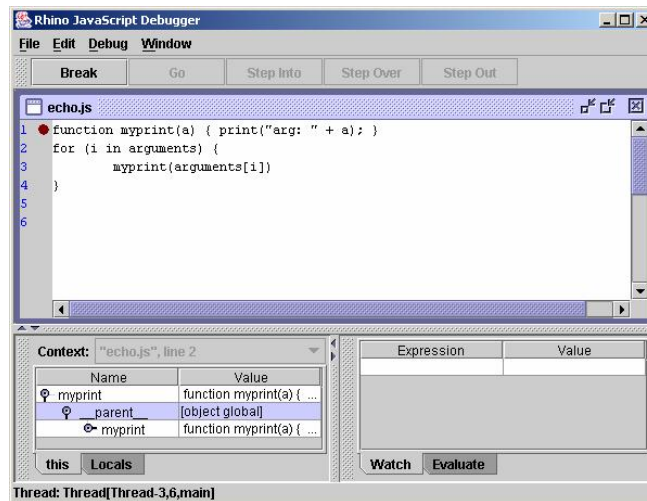 Rhino JavaScript Debugger
File Edit Debug Window
Break Go Step Into Step Over Step Out
echo.js
1 function myprint(a) { print("arg: " + a); }
2 for (i in arguments) {
3 myprint(arguments[i])
4 }
5
6
Context: "echo.js", line 2
Name Value
myprint function myprint(a) { ...
__parent__ [object global]
myprint function myprint(a) { ...
this Locals
Expression Value
Watch Evaluate
Thread: Thread[Thread-3,6,main]